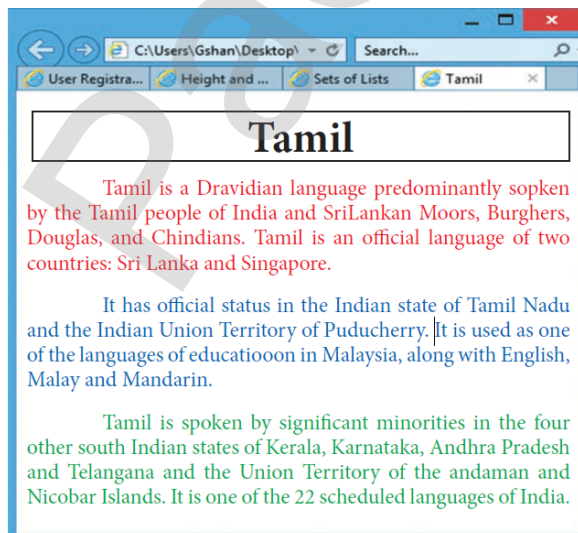 C:\Users\Gshan\Desktop\ Search...
User Registra... Height and ... Sets of Lists Tamil
Tamil
Tamil is a Dravidian language predominantly sopken
by the Tamil people of India and SriLankan Moors, Burghers,
Douglas, and Chindians. Tamil is an official language of two
countries: Sri Lanka and Singapore.
It has official status in the Indian state of Tamil Nadu
and the Indian Union Territory of Puducherry. It is used as one
of the languages of educatiooon in Malaysia, along with English,
Malay and Mandarin.
Tamil is spoken by significant minorities in the four
other south Indian states of Kerala, Karnataka, Andhra Pradesh
and Telangana and the Union Territory of the andaman and
Nicobar Islands. It is one of the 22 scheduled languages of India.